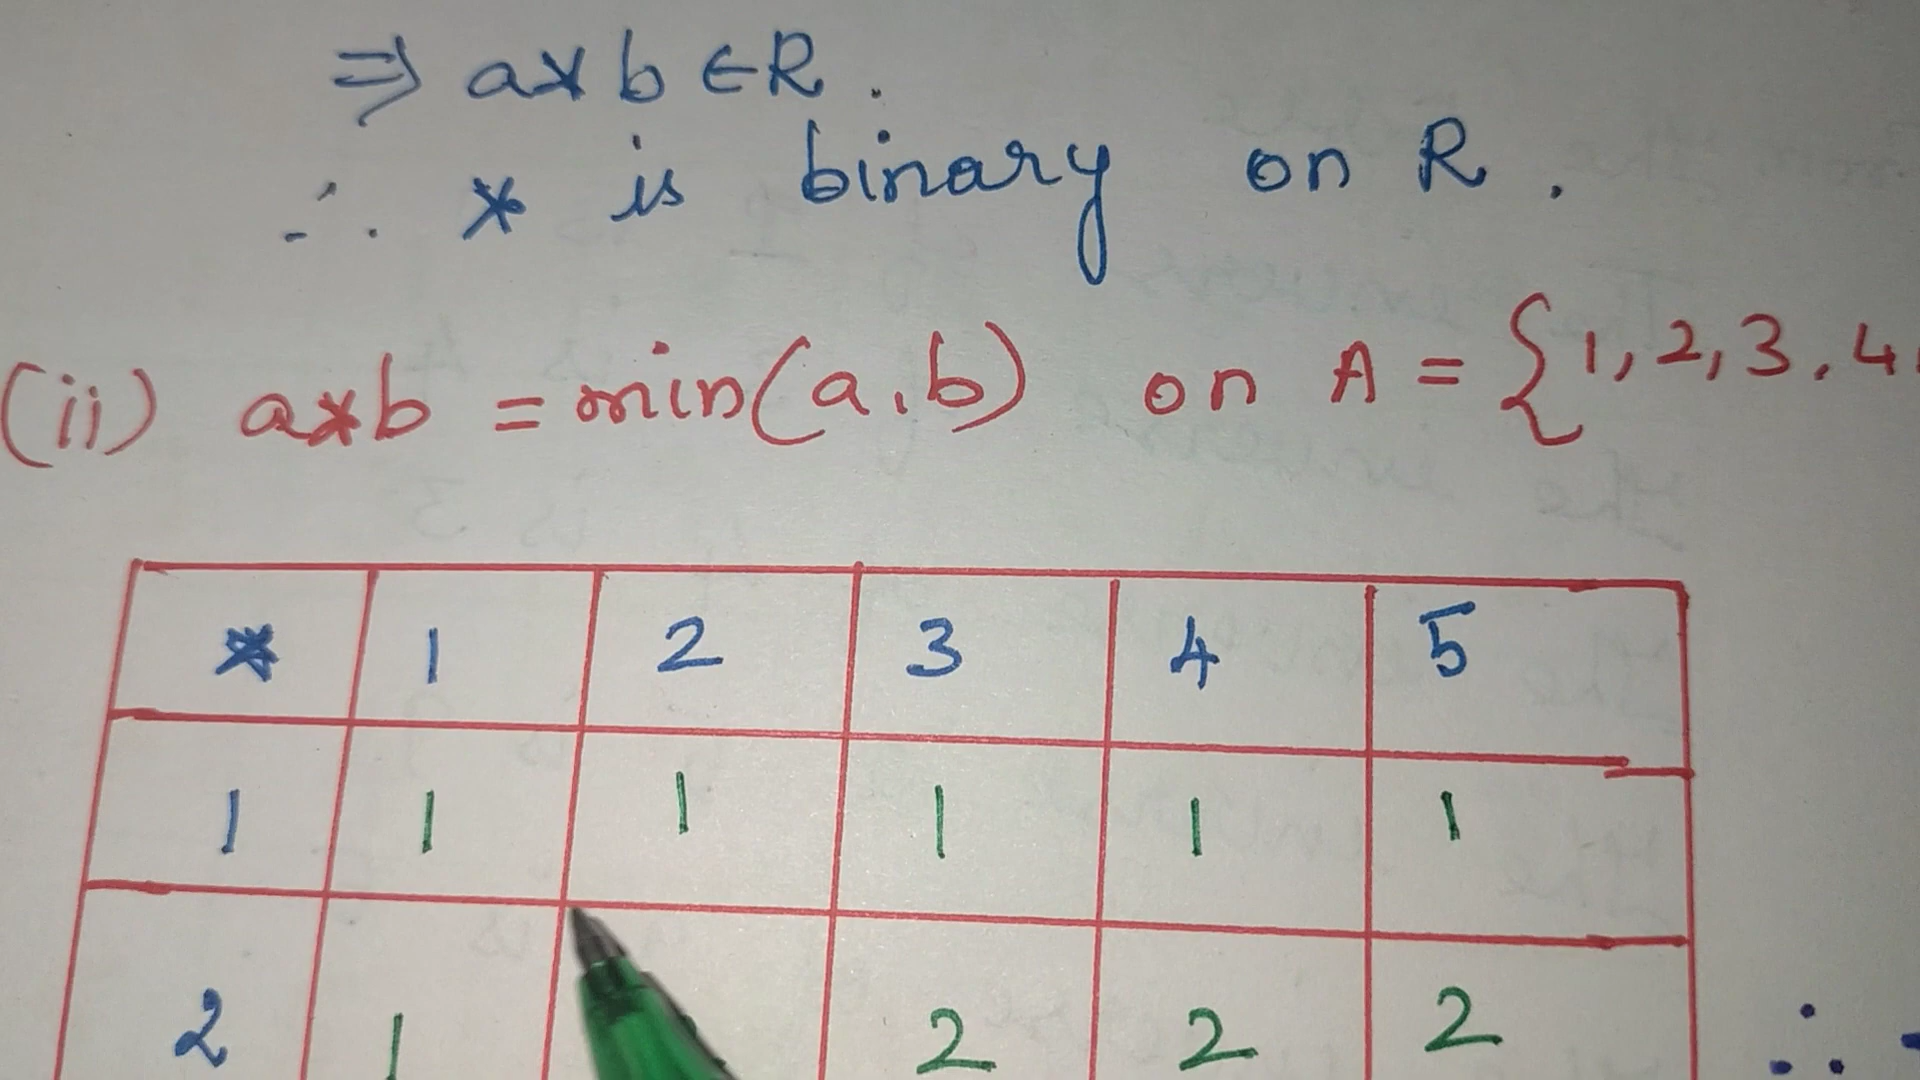 ⇒ a*b ∈ R.
∴ * is binary on R.
(ii) a*b = min(a,b) on A = {1, 2, 3, 4,
* 1 2 3 4 5
1 1 1 1 1 1
2 1 2 2 2
∴